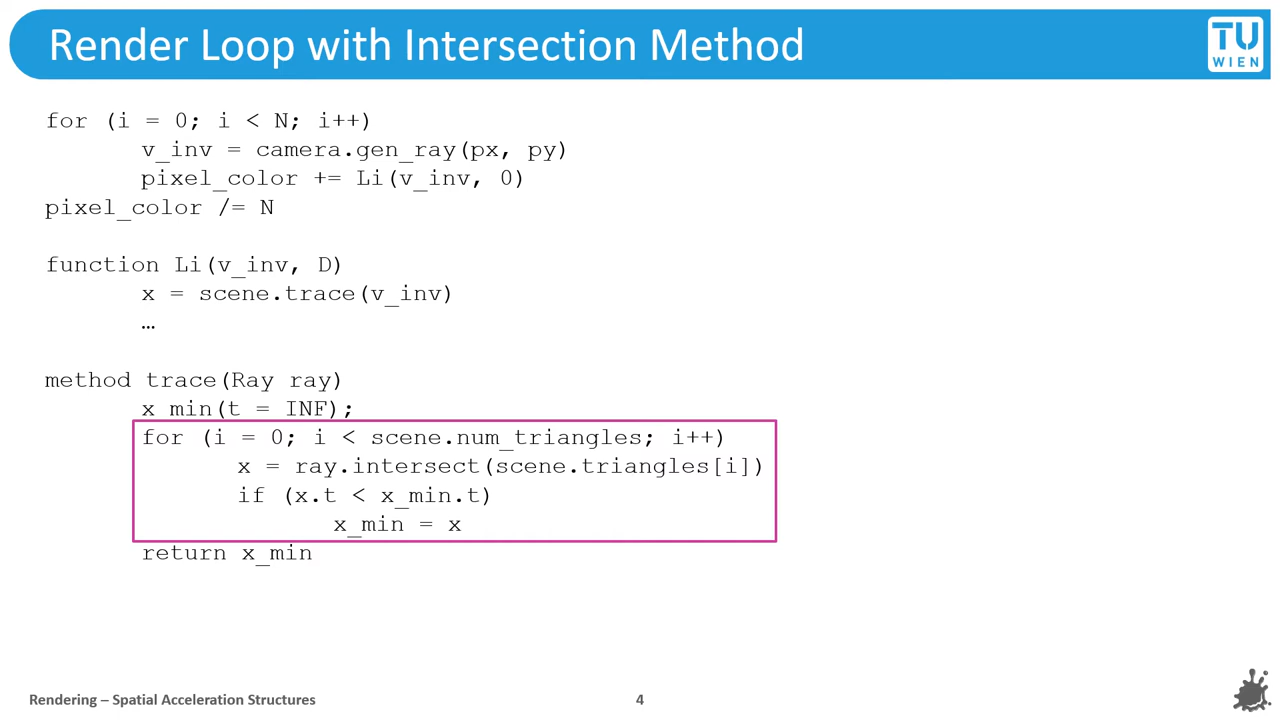 Render Loop with Intersection Method
TU
WIEN
for (i = 0; i < N; i++)
v_inv = camera.gen_ray(px, py)
pixel_color += Li(v_inv, 0)
pixel_color /= N
function Li(v_inv, D)
x = scene.trace(v_inv)
…
method trace(Ray ray)
x_min(t = INF);
for (i = 0; i < scene.num_triangles; i++)
x = ray.intersect(scene.triangles[i])
if (x.t < x_min.t)
x_min = x
return x_min
Rendering – Spatial Acceleration Structures
4